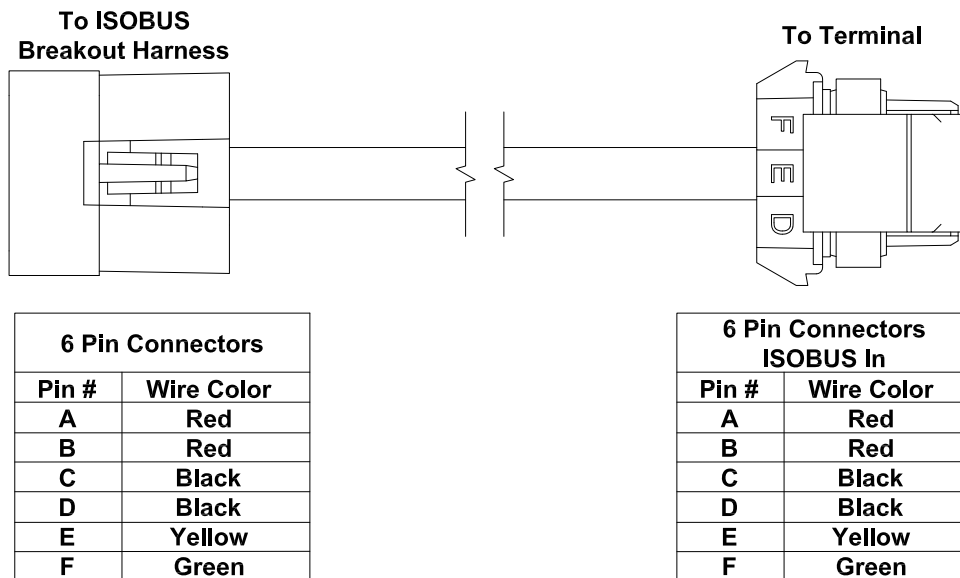 To ISOBUS
Breakout Harness
To Terminal
F
E
D
6 Pin Connectors
Pin # Wire Color
A Red
B Red
C Black
D Black
E Yellow
F Green
6 Pin Connectors
ISOBUS In
Pin # Wire Color
A Red
B Red
C Black
D Black
E Yellow
F Green